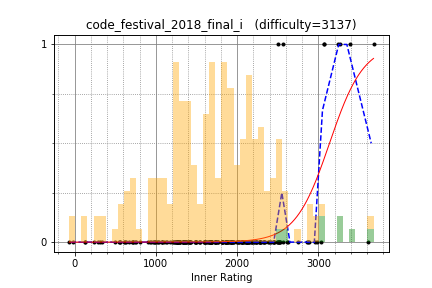 code_festival_2018_final_i (difficulty=3137)
1
0
0 1000 2000 3000
Inner Rating